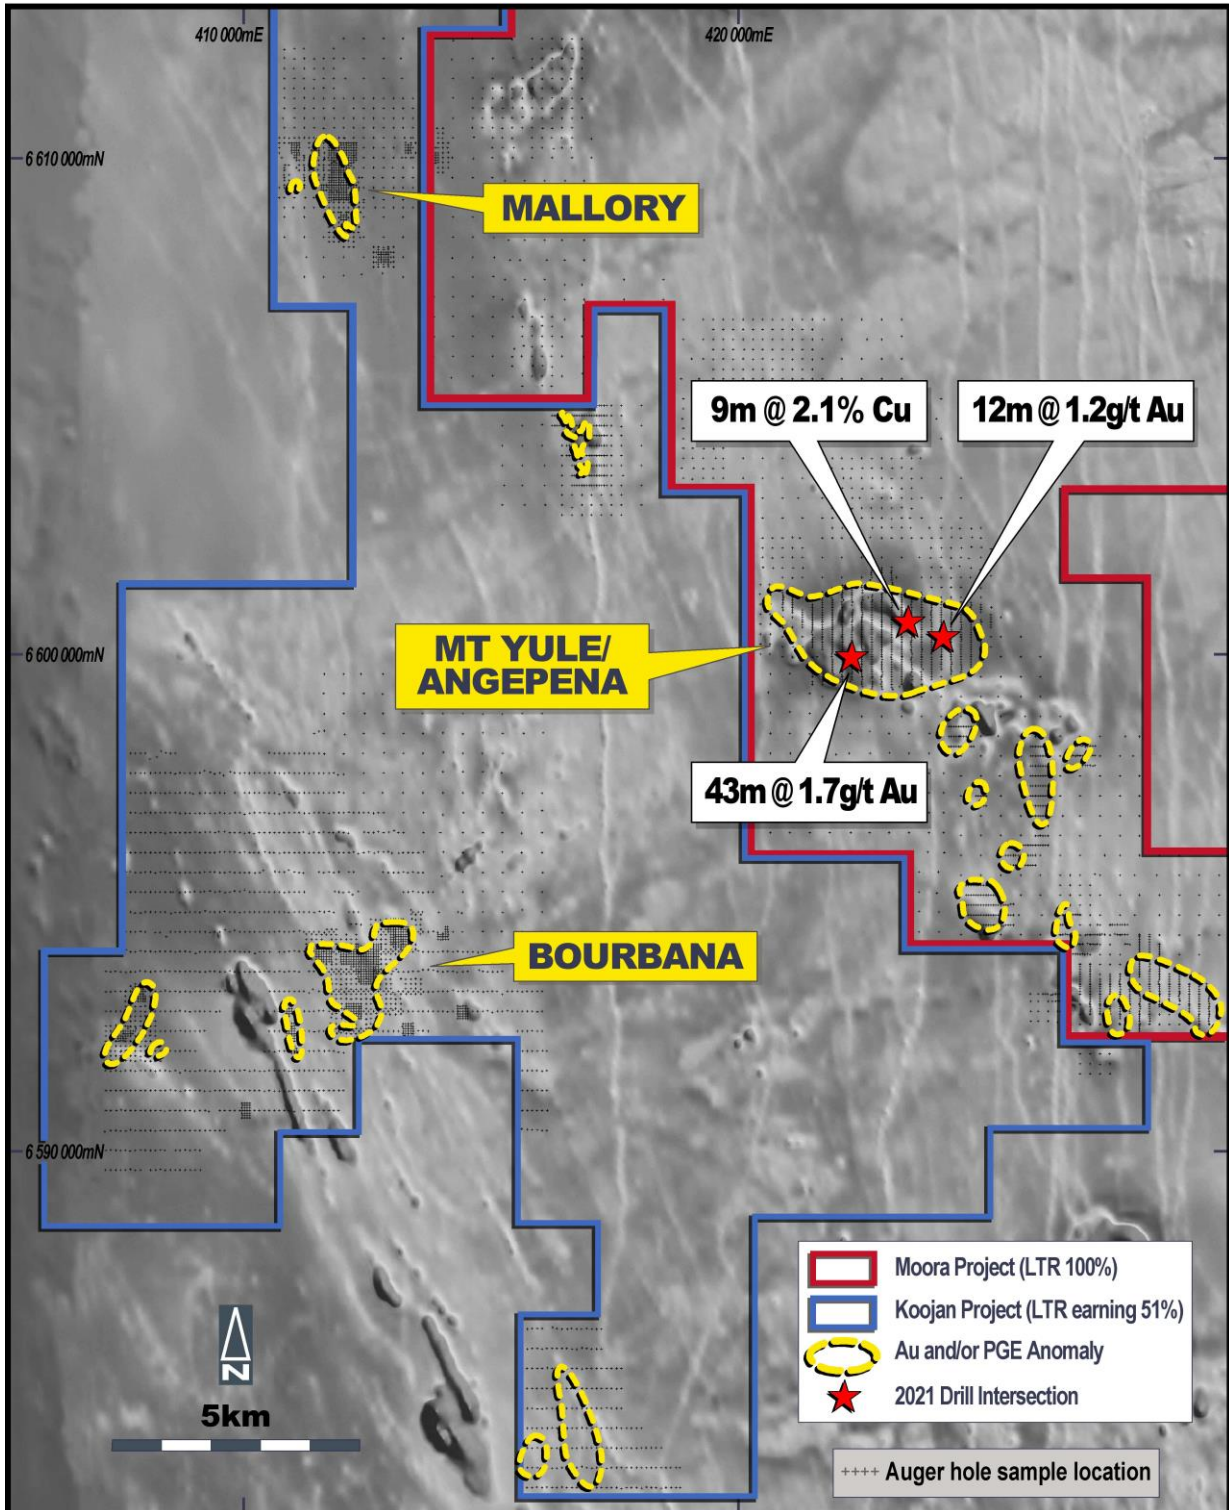 410 000mE
420 000mE
6 610 000mN
MALLORY
9m @ 2.1% Cu
12m @ 1.2g/t Au
6 600 000mN
MT YULE/
ANGEPENA
43m @ 1.7g/t Au
BOURBANA
6 590 000mN
Moora Project (LTR 100%)
Koojan Project (LTR earning 51%)
Au and/or PGE Anomaly
2021 Drill Intersection
N
5km
++++ Auger hole sample location